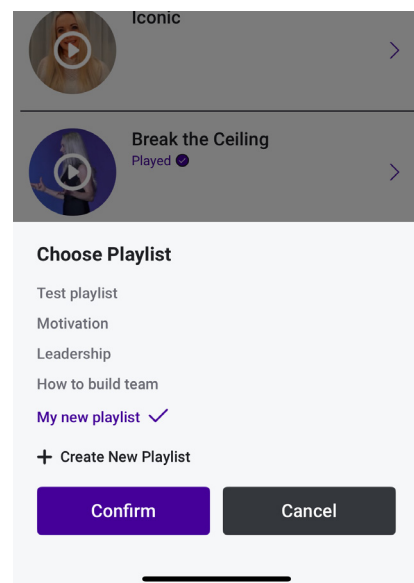 Iconic
Break the Ceiling
Played
Choose Playlist
Test playlist
Motivation
Leadership
How to build team
My new playlist
Create New Playlist
Confirm
Cancel